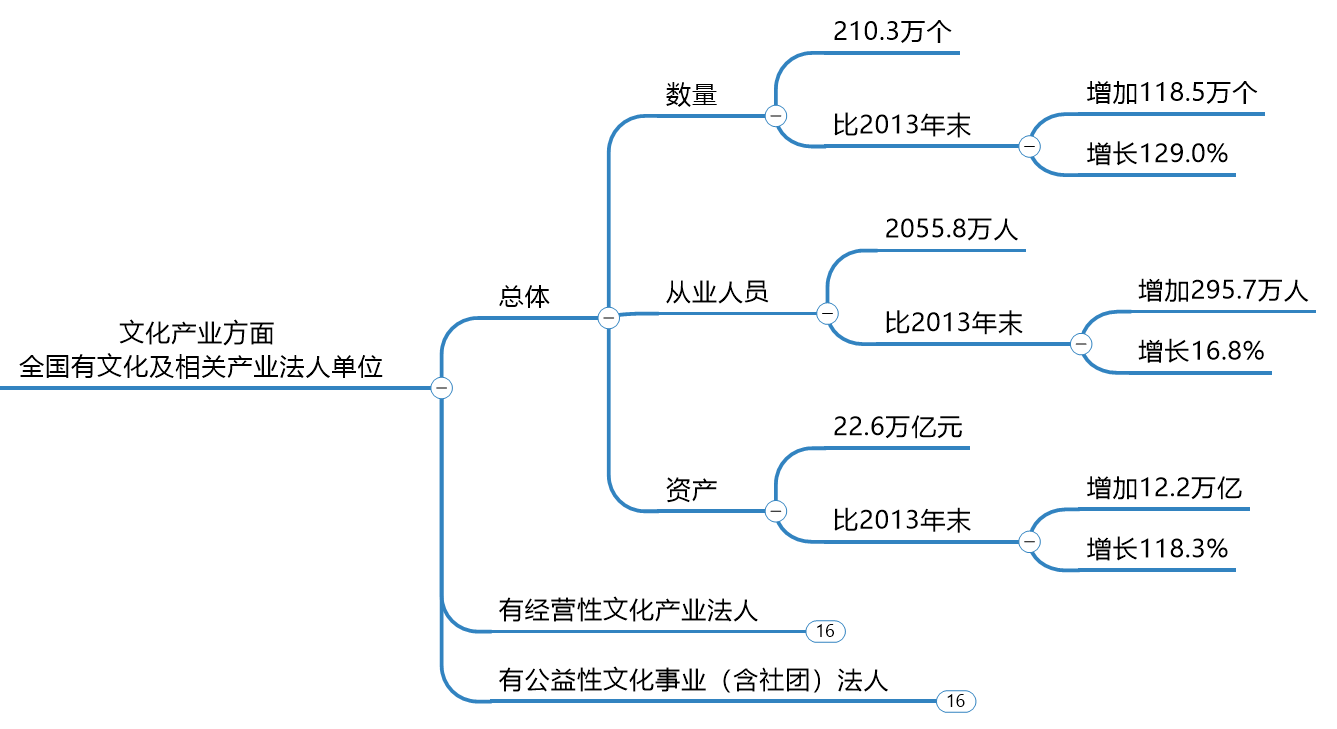 文化产业方面
全国有文化及相关产业法人单位
总体
数量
210.3万个
比2013年末
增加118.5万个
增长129.0%
从业人员
2055.8万人
比2013年末
增加295.7万人
增长16.8%
资产
22.6万亿元
比2013年末
增加12.2万亿
增长118.3%
有经营性文化产业法人
16
有公益性文化事业（含社团）法人
16